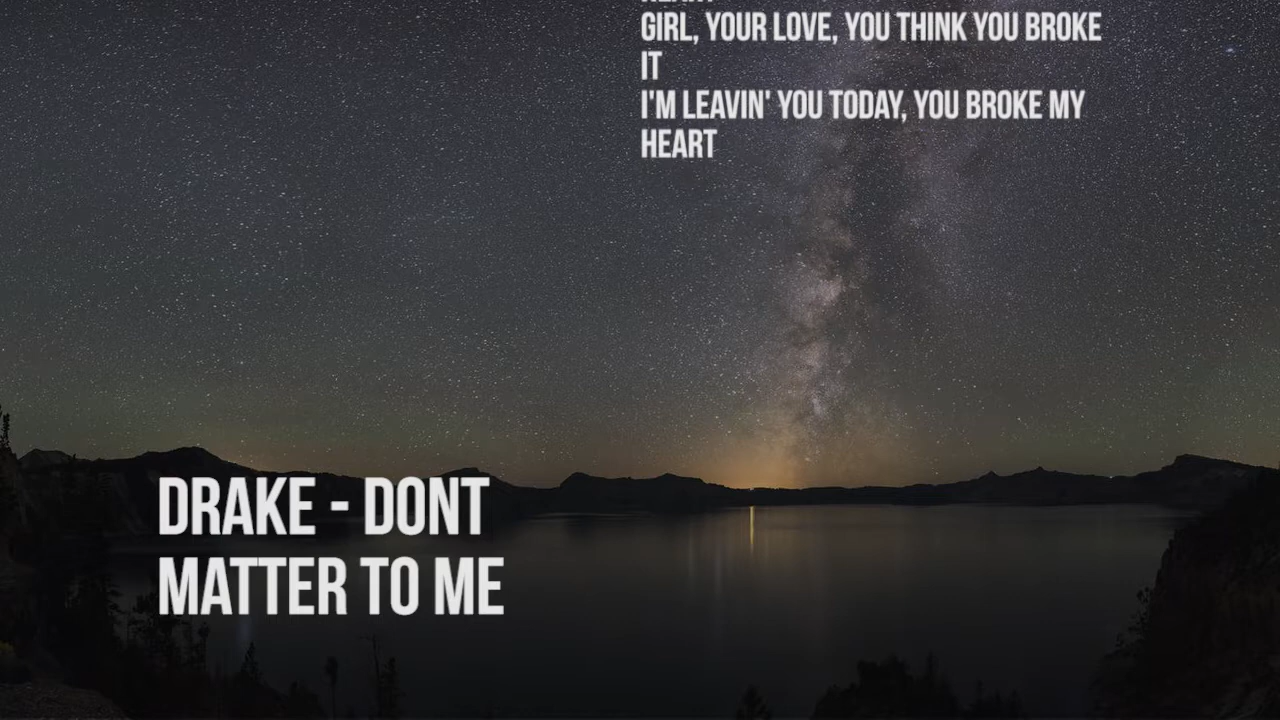 GIRL, YOUR LOVE, YOU THINK YOU BROKE
IT
I'M LEAVIN' YOU TODAY, YOU BROKE MY
HEART
DRAKE - DONT
MATTER TO ME